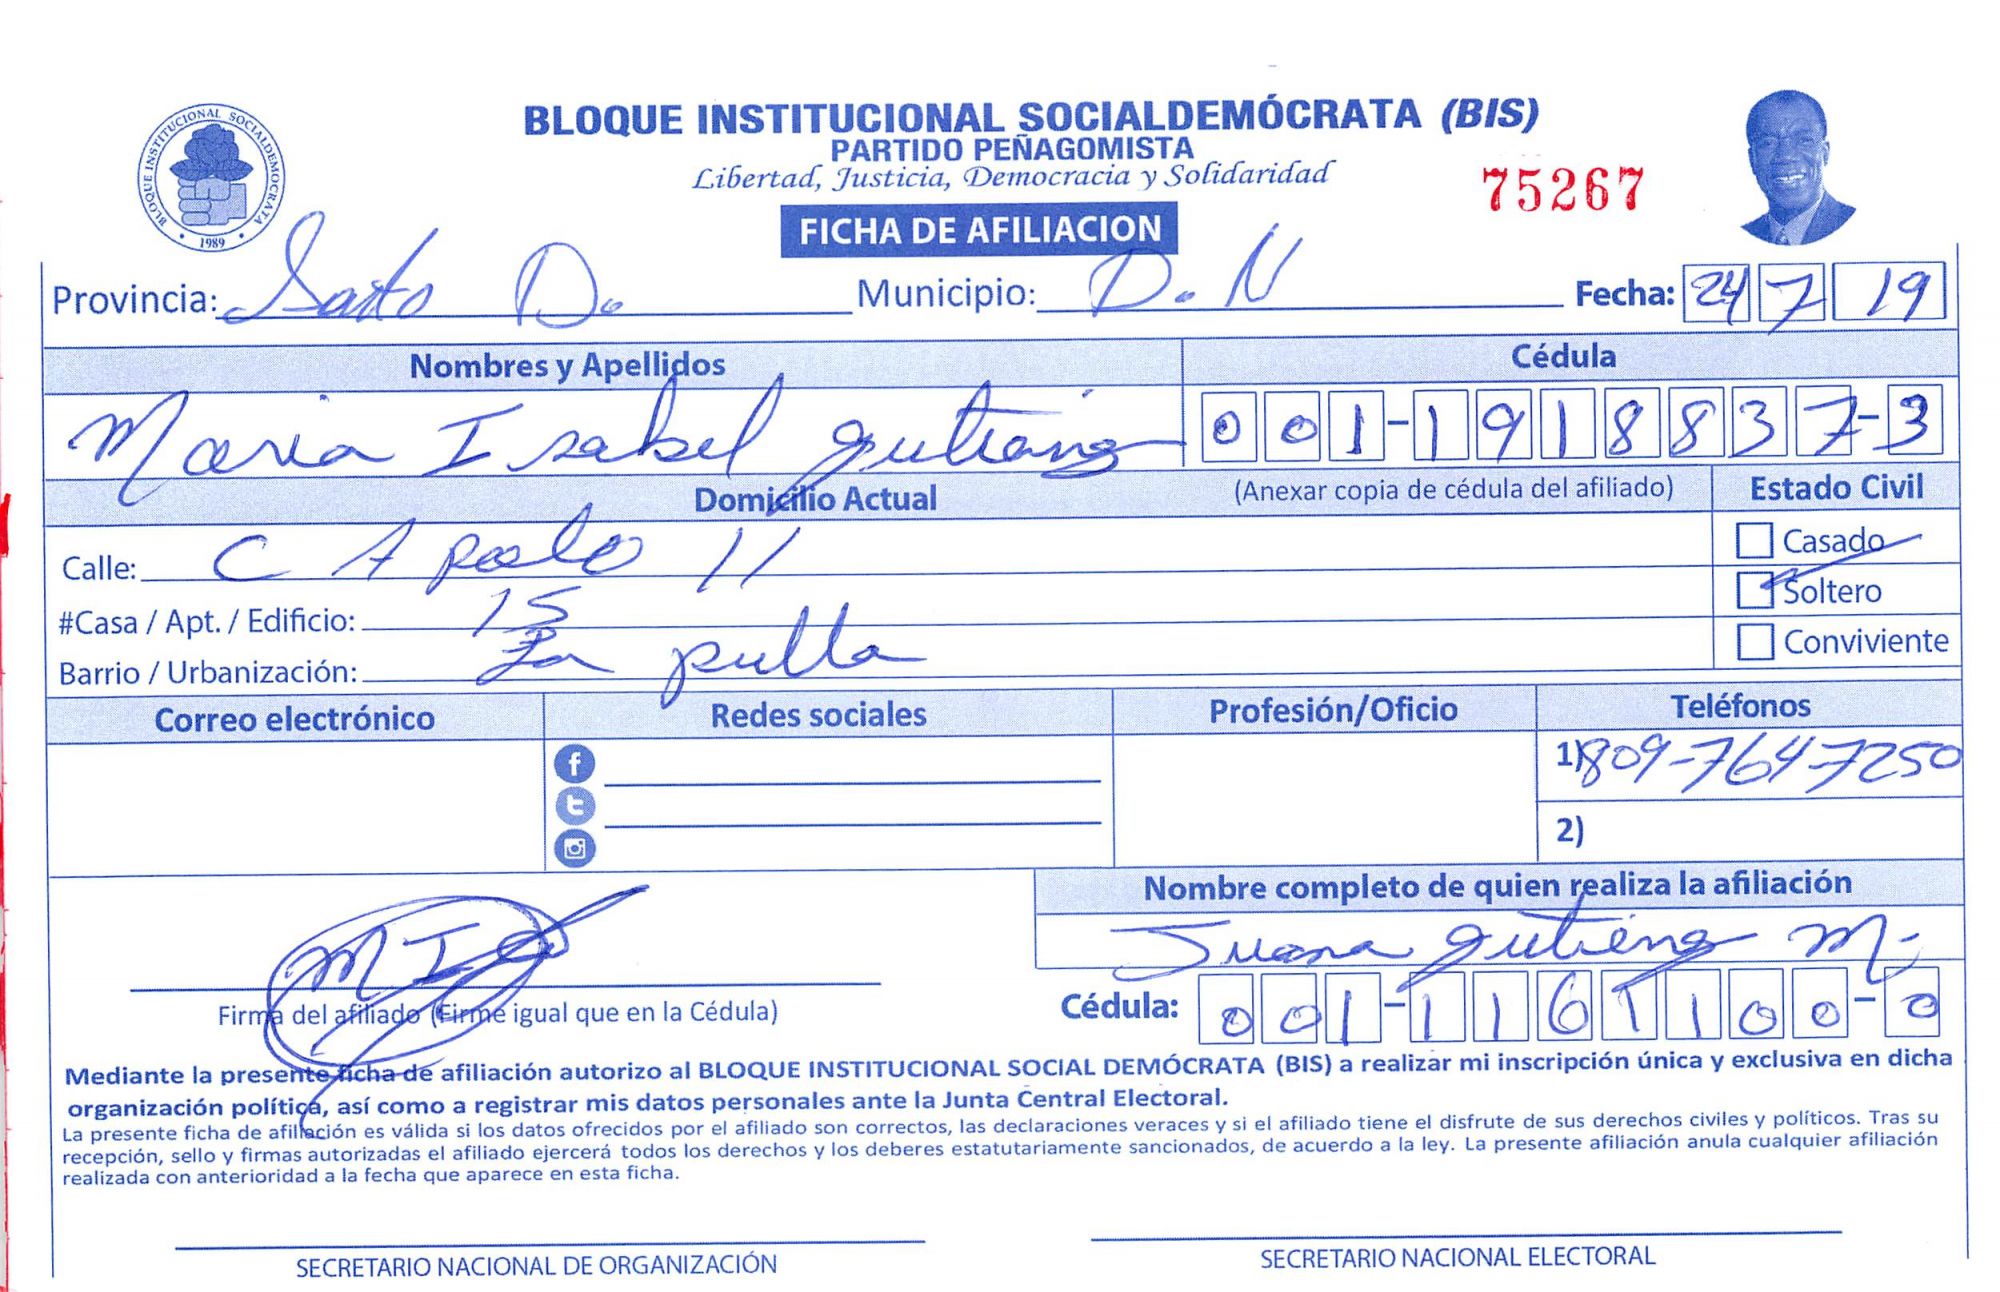 BLOQUE INSTITUCIONAL SOCIALDEMÓCRATA (BIS)
PARTIDO PEÑAGOMISTA
Libertad, Justicia, Democracia y Solidaridad
75267
BLOQUE INSTITUCIONAL SOCIALDEMOCRATA
1989
FICHA DE AFILIACION
Provincia: Santo Do. Municipio: D. N Fecha: 24 7 19
Nombres y Apellidos Cédula
Maria Isabel gutierrez 001-1918837-3
Domicilio Actual (Anexar copia de cédula del afiliado) Estado Civil
Calle: C Apolo 11 Casado
#Casa / Apt. / Edificio: 15 Soltero
Barrio / Urbanización: La pulla Conviviente
Correo electrónico Redes sociales Profesión/Oficio Teléfonos
1) 809-764-7250
2)
Nombre completo de quien realiza la afiliación
Juana gutierrez M.
MIG
Firma del afiliado (Firme igual que en la Cédula) Cédula: 001-1161100-0
Mediante la presente ficha de afiliación autorizo al BLOQUE INSTITUCIONAL SOCIAL DEMÓCRATA (BIS) a realizar mi inscripción única y exclusiva en dicha
organización política, así como a registrar mis datos personales ante la Junta Central Electoral.
La presente ficha de afiliación es válida si los datos ofrecidos por el afiliado son correctos, las declaraciones veraces y si el afiliado tiene el disfrute de sus derechos civiles y políticos. Tras su
recepción, sello y firmas autorizadas el afiliado ejercerá todos los derechos y los deberes estatutariamente sancionados, de acuerdo a la ley. La presente afiliación anula cualquier afiliación
realizada con anterioridad a la fecha que aparece en esta ficha.
SECRETARIO NACIONAL DE ORGANIZACIÓN SECRETARIO NACIONAL ELECTORAL